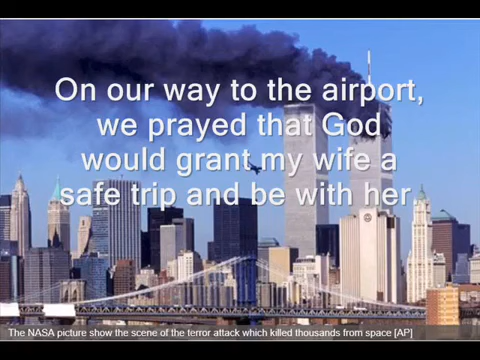 On our way to the airport,
we prayed that God
would grant my wife a
safe trip and be with her
The NASA picture show the scene of the terror attack which killed thousands from space [AP]